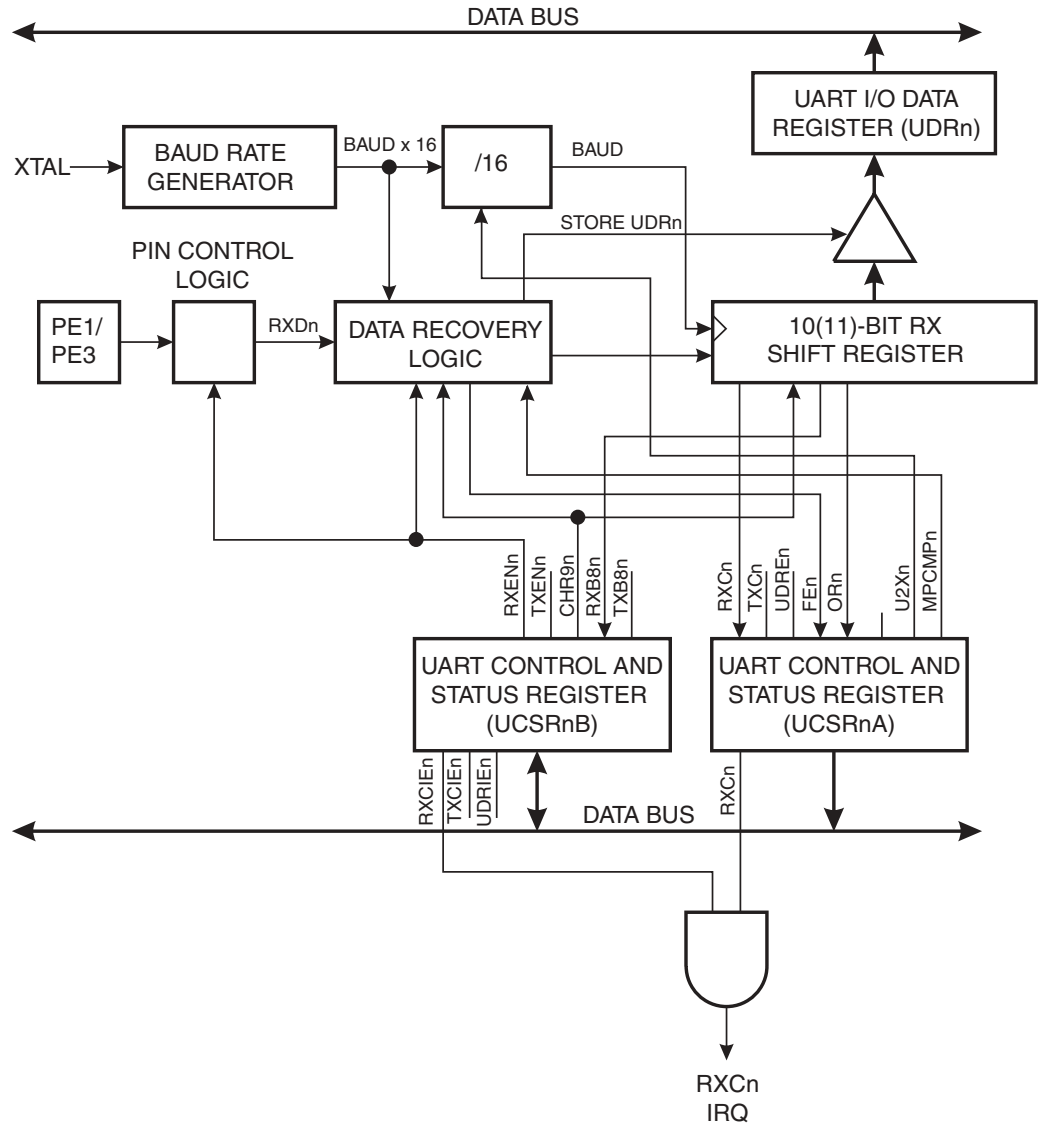 DATA BUS
UART I/O DATA
REGISTER (UDRn)
XTAL
BAUD RATE
GENERATOR
BAUD x 16
/16
BAUD
STORE UDRn
PIN CONTROL
LOGIC
PE1/
PE3
RXDn
DATA RECOVERY
LOGIC
10(11)-BIT RX
SHIFT REGISTER
RXENn
TXENn
CHR9n
RXB8n
TXB8n
RXCn
TXCn
UDREn
FEn
ORn
U2Xn
MPCMPn
UART CONTROL AND
STATUS REGISTER
(UCSRnB)
UART CONTROL AND
STATUS REGISTER
(UCSRnA)
RXCIEn
TXCIEn
UDRIEn
RXCn
DATA BUS
RXCn
IRQ